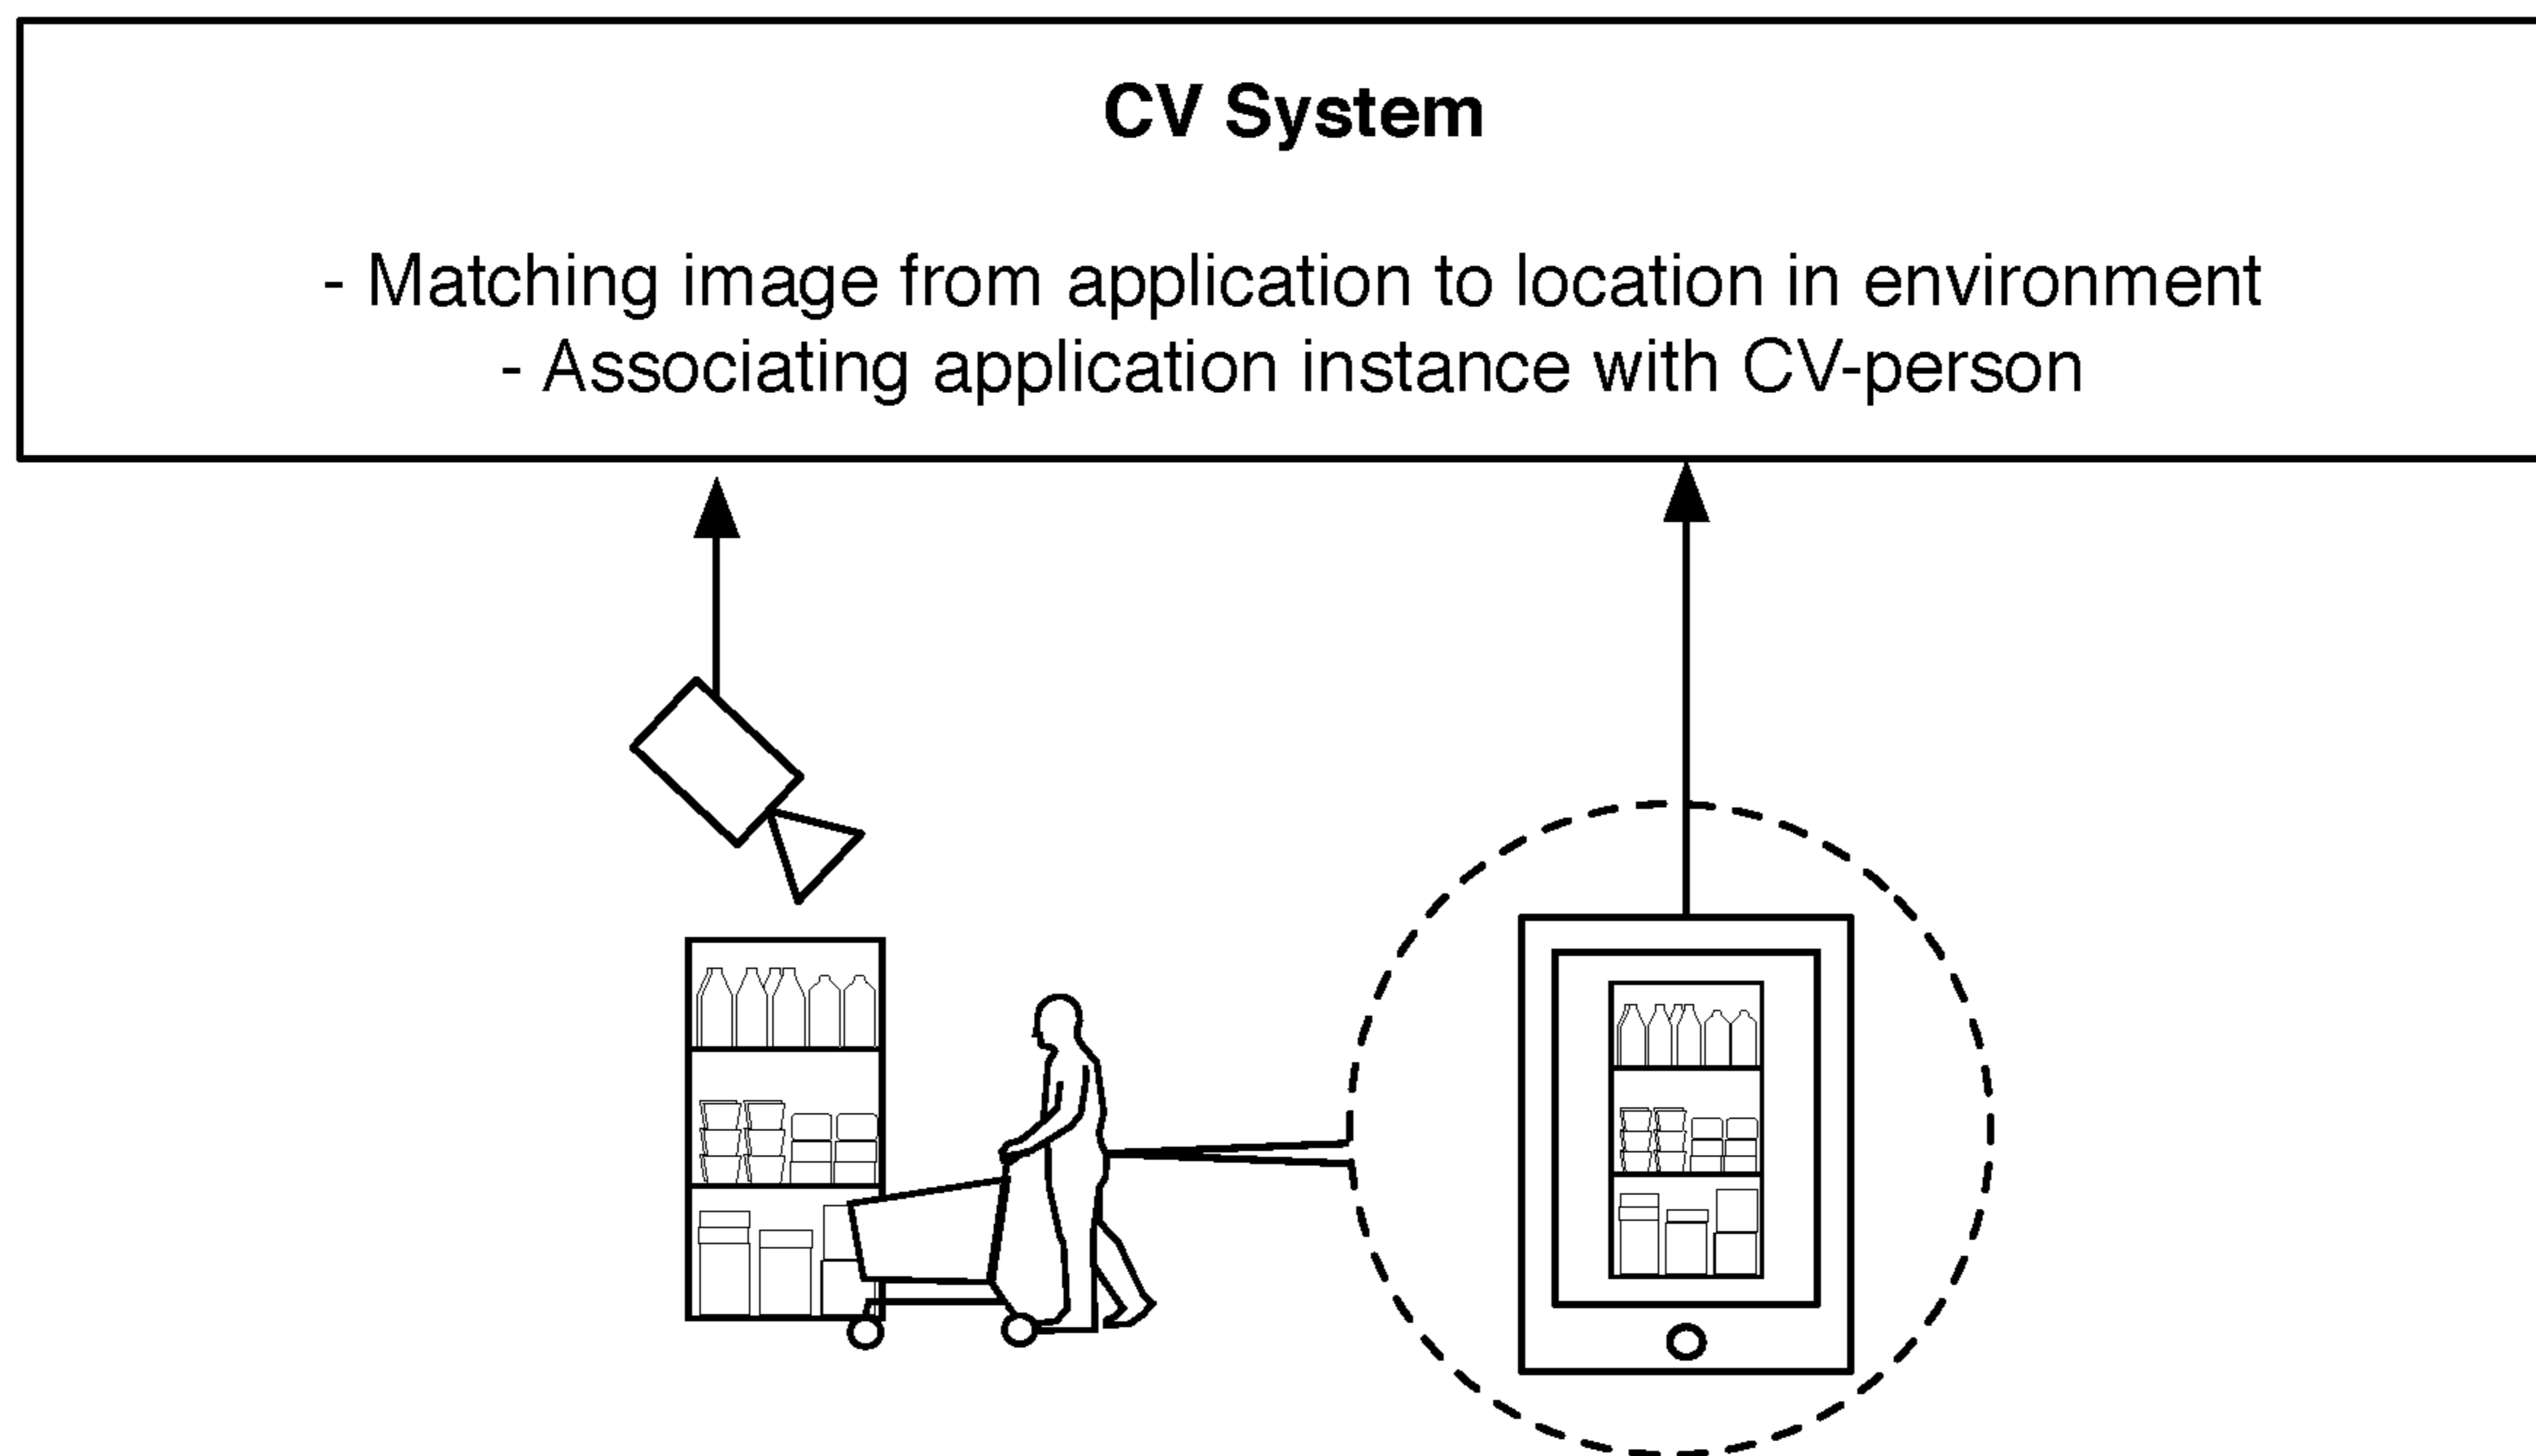 CV System
- Matching image from application to location in environment
- Associating application instance with CV-person